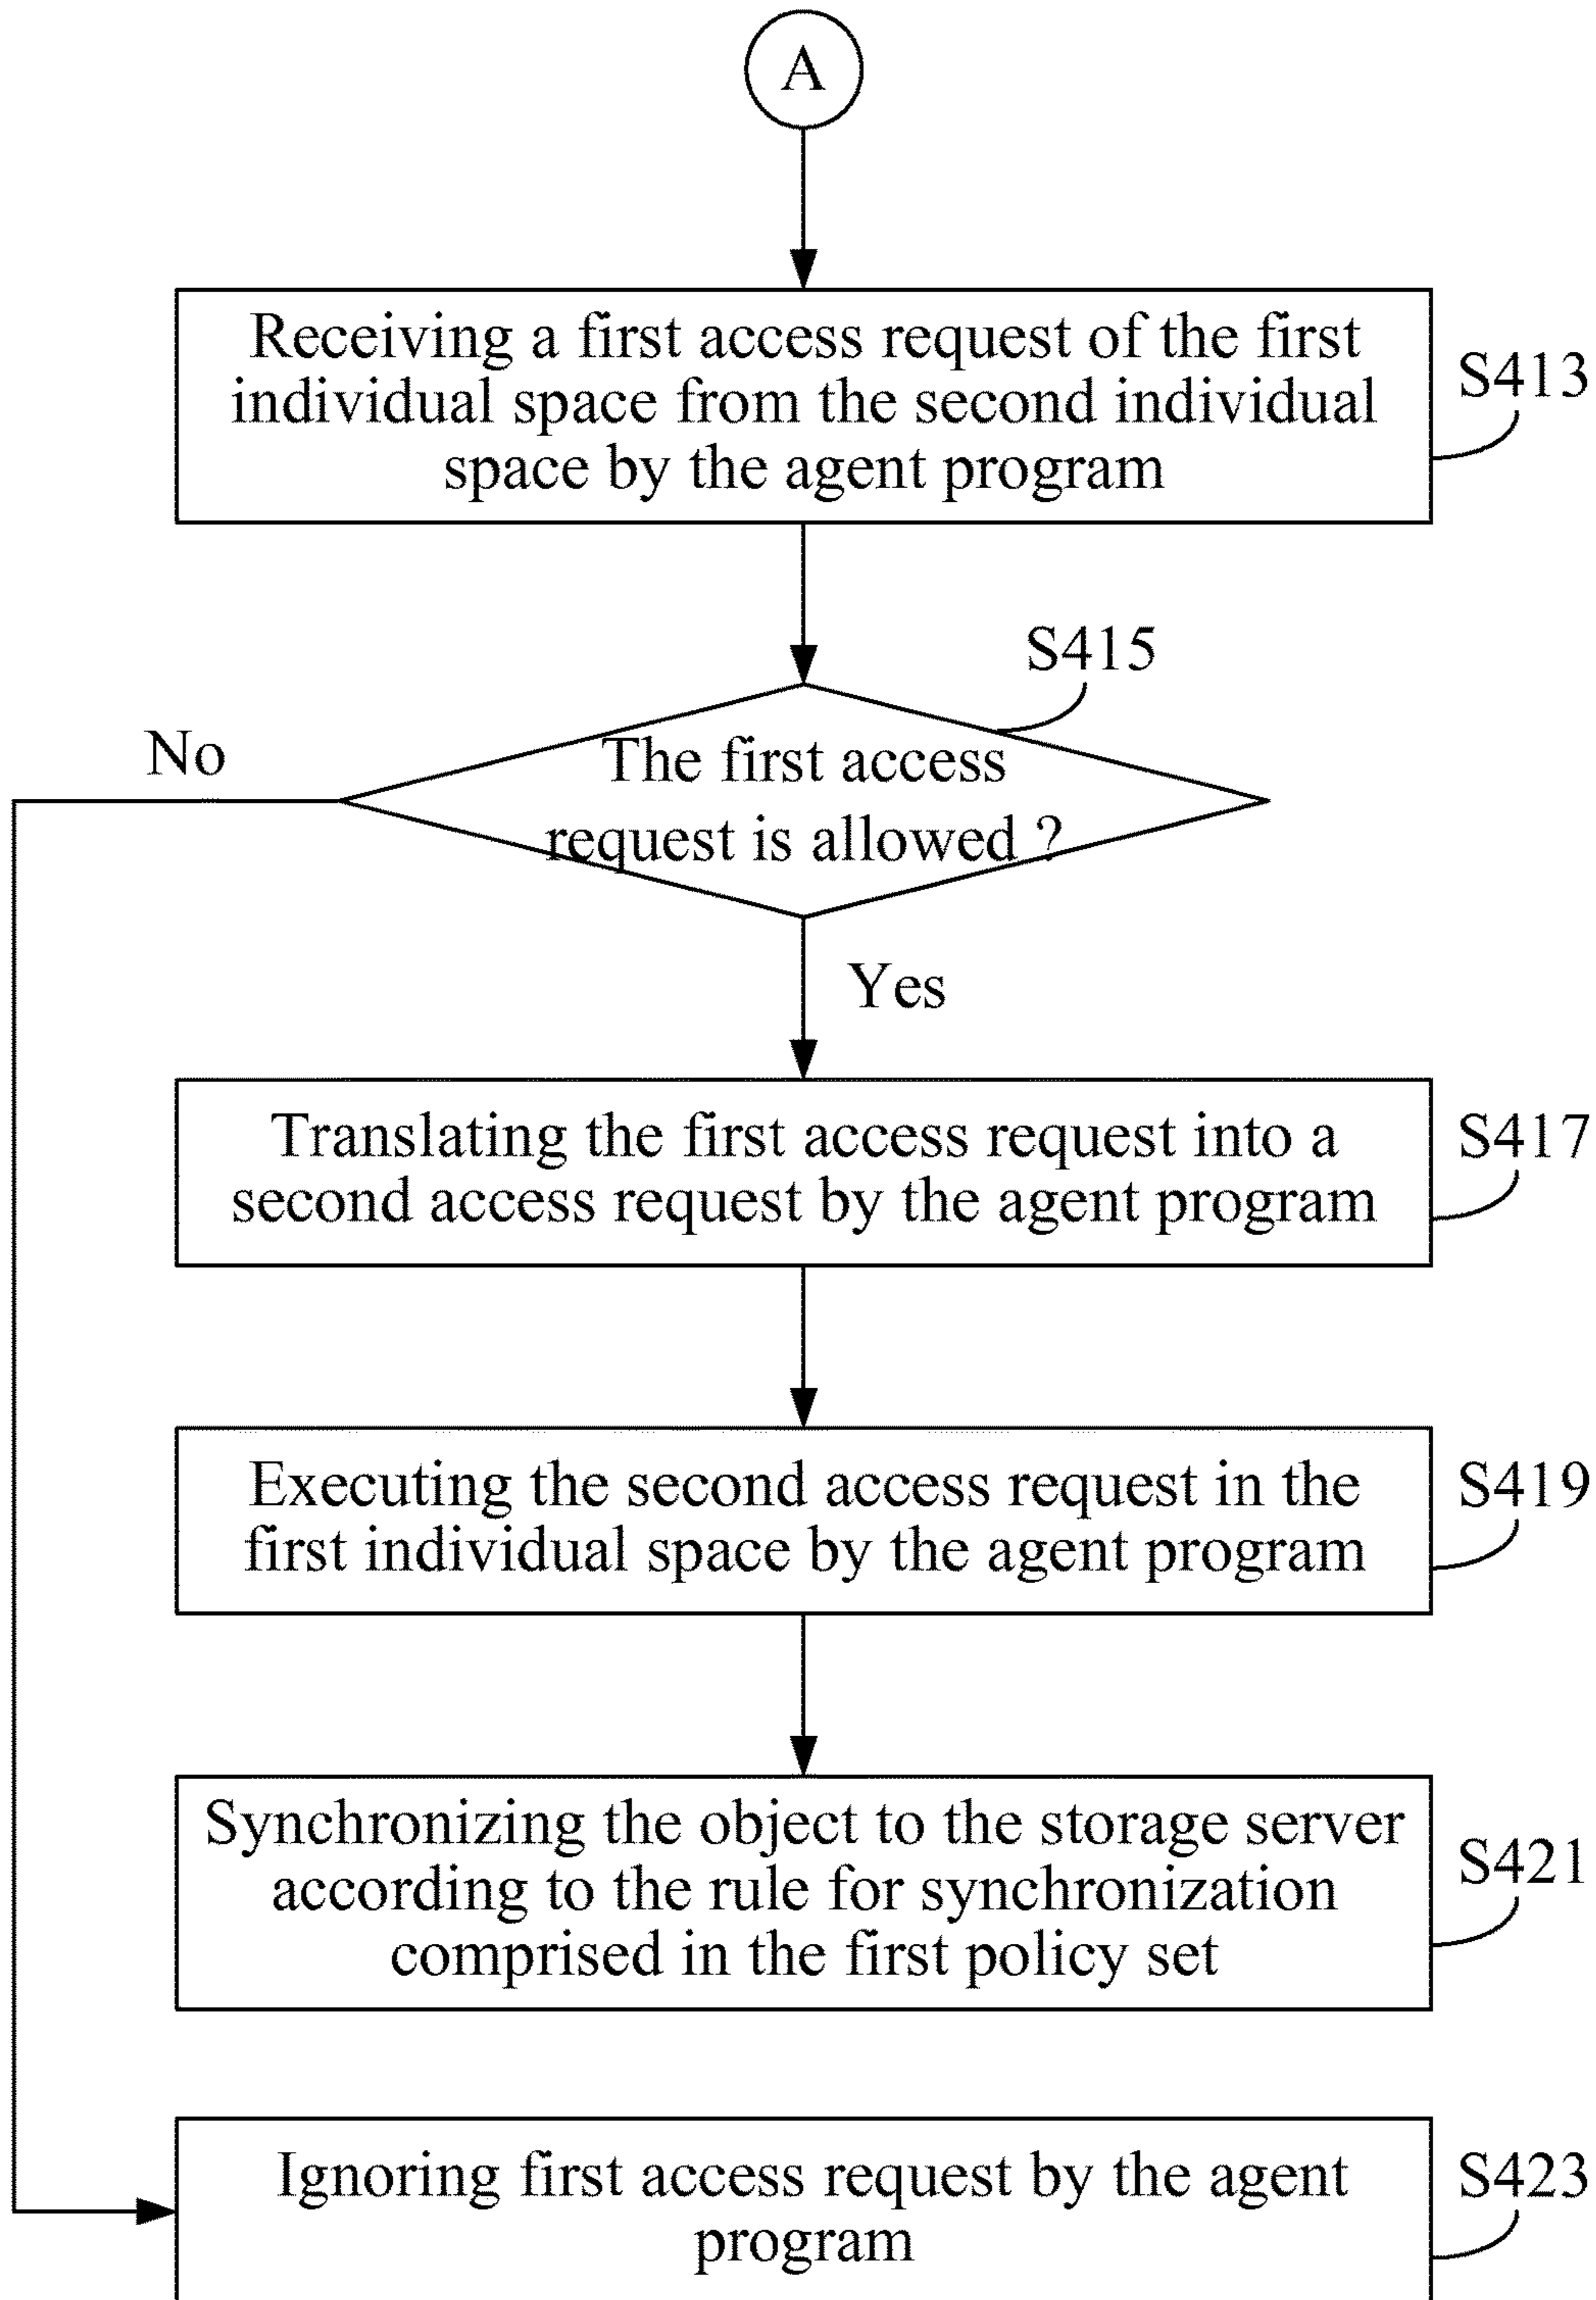 A
Receiving a first access request of the first
individual space from the second individual
space by the agent program
S413
S415
No
The first access
request is allowed ?
Yes
Translating the first access request into a
second access request by the agent program
S417
Executing the second access request in the
first individual space by the agent program
S419
Synchronizing the object to the storage server
according to the rule for synchronization
comprised in the first policy set
S421
Ignoring first access request by the agent
program
S423